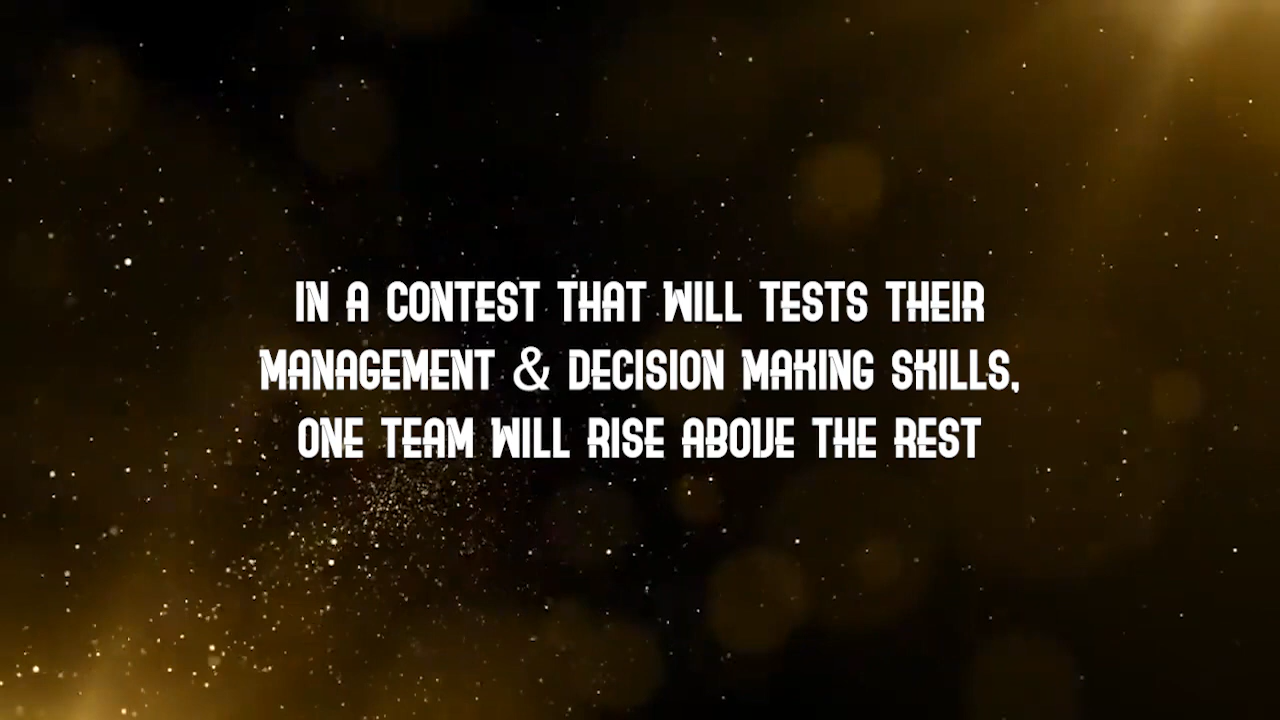 IN A CONTEST THAT WILL TESTS THEIR
MANAGEMENT & DECISION MAKING SKILLS,
ONE TEAM WILL RISE ABOVE THE REST